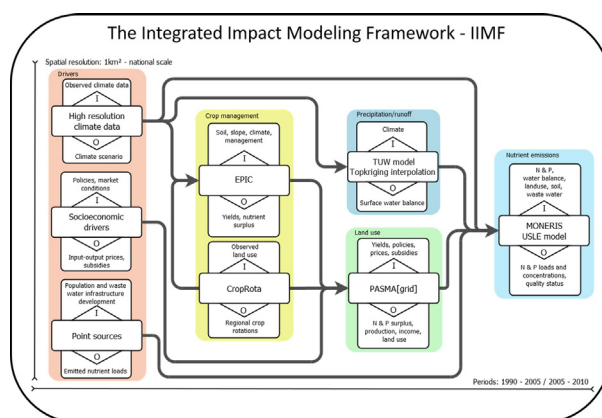 The Integrated Impact Modeling Framework - IIMF
Spatial resolution: 1km² - national scale
Drivers
Observed climate data
I
High resolution
climate data
O
Climate scenario
Policies, market
conditions
I
Socioeconomic
drivers
O
Input-output prices,
subsidies
Population and waste
water infrastructure
development
I
Point sources
O
Emitted nutrient loads
Crop management
Soil, slope, climate,
management
I
EPIC
O
Yields, nutrient
surplus
Observed
land use
I
CropRota
O
Regional crop
rotations
Precipitation/runoff
Climate
I
TUW model
Topkriging interpolation
O
Surface water balance
Land use
Yields, policies,
prices, subsidies
I
PASMA[grid]
O
N & P surplus,
production, income,
land use
Nutrient emissions
N & P,
water balance,
landuse, soil,
waste water
I
MONERIS
USLE model
O
N & P loads and
concentrations,
quality status
Periods: 1990 - 2005 / 2005 - 2010